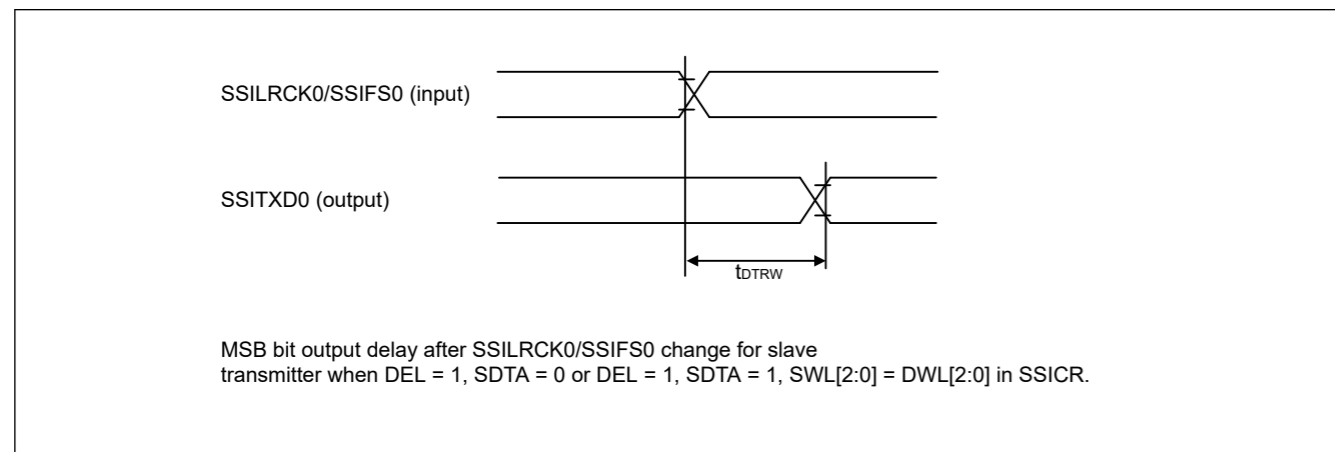 SSILRCK0/SSIFS0 (input)
SSITXD0 (output)
tDTRW
MSB bit output delay after SSILRCK0/SSIFS0 change for slave
transmitter when DEL = 1, SDTA = 0 or DEL = 1, SDTA = 1, SWL[2:0] = DWL[2:0] in SSICR.